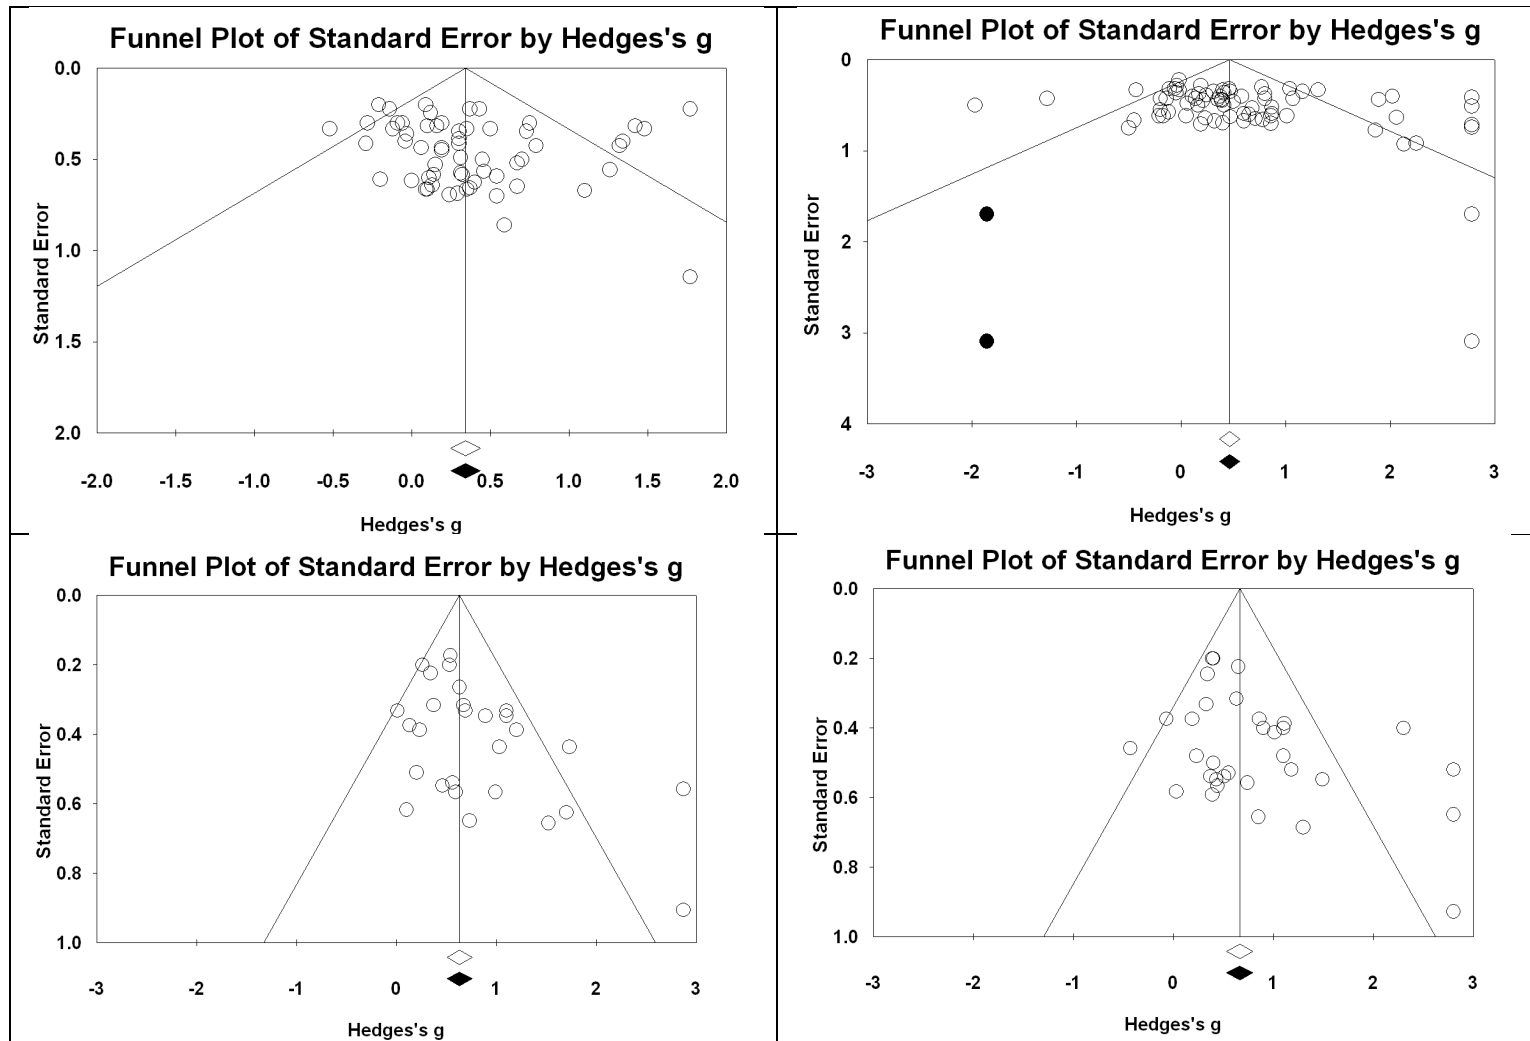 Funnel Plot of Standard Error by Hedges's g
0.0
0.5
1.0
1.5
2.0
Standard Error
-2.0 -1.5 -1.0 -0.5 0.0 0.5 1.0 1.5 2.0
Hedges's g
Funnel Plot of Standard Error by Hedges's g
0
1
2
3
4
Standard Error
-3 -2 -1 0 1 2 3
Hedges's g
Funnel Plot of Standard Error by Hedges's g
0.0
0.2
0.4
0.6
0.8
1.0
Standard Error
-3 -2 -1 0 1 2 3
Hedges's g
Funnel Plot of Standard Error by Hedges's g
0.0
0.2
0.4
0.6
0.8
1.0
Standard Error
-3 -2 -1 0 1 2 3
Hedges's g